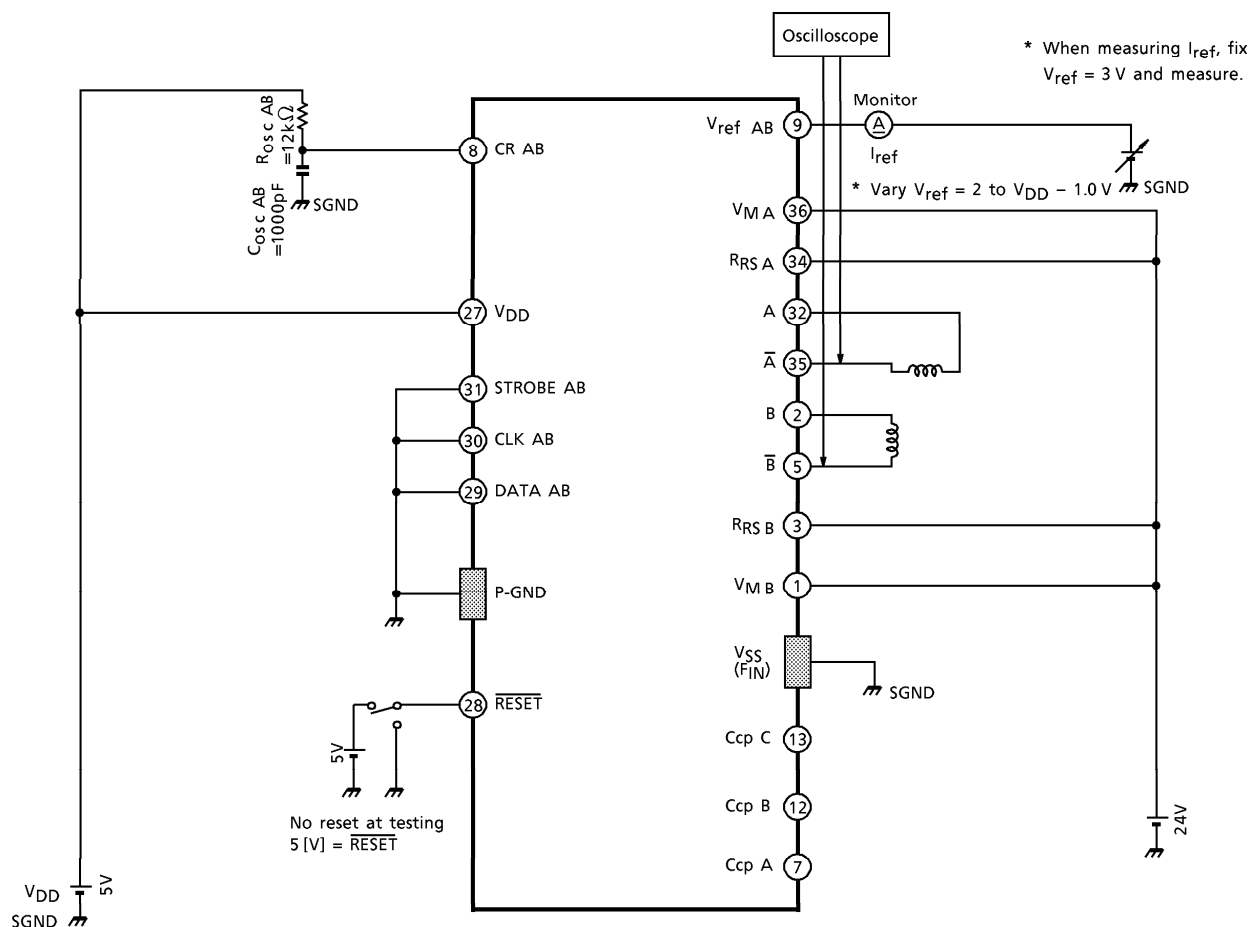 Oscilloscope
* When measuring Iref, fix
Vref = 3 V and measure.
Monitor
A
Iref
Vref AB
9
* Vary Vref = 2 to VDD – 1.0 V
SGND
Rosc AB
=12kΩ
Cosc AB
=1000pF
SGND
8
CR AB
VM A
36
RRS A
34
27
VDD
A
32
A̅
35
31
STROBE AB
B
2
30
CLK AB
B̅
5
29
DATA AB
RRS B
3
P-GND
VM B
1
VSS
(FIN)
SGND
28
R̅E̅S̅E̅T̅
5V
No reset at testing
5 [V] = R̅E̅S̅E̅T̅
Ccp C
13
Ccp B
12
24V
Ccp A
7
VDD
5V
SGND